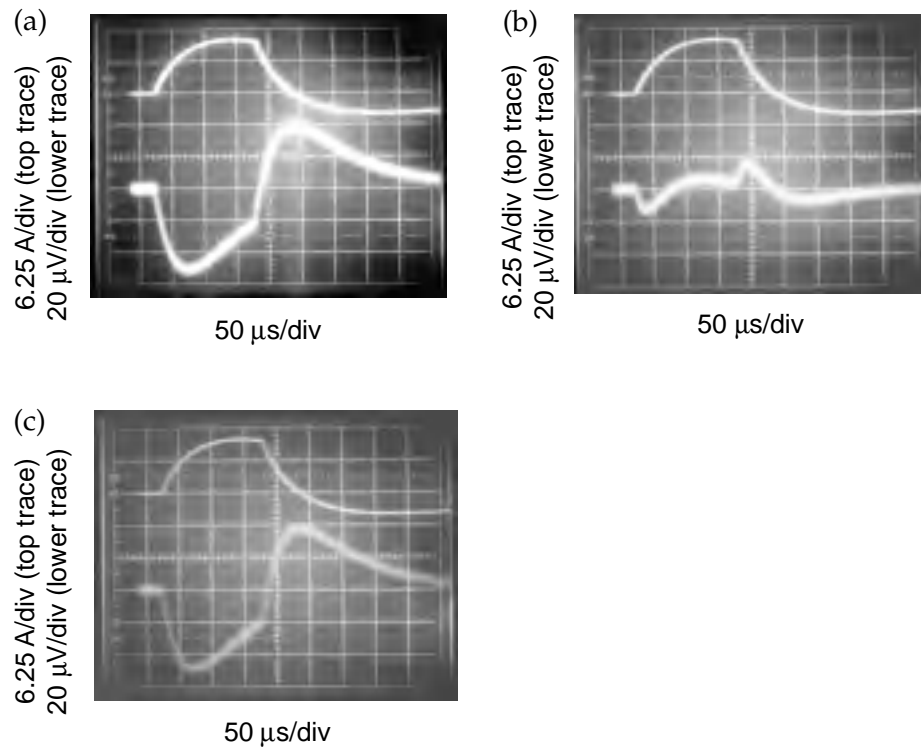 (a)
6.25 A/div (top trace)
20 μV/div (lower trace)
50 μs/div
(b)
6.25 A/div (top trace)
20 μV/div (lower trace)
50 μs/div
(c)
6.25 A/div (top trace)
20 μV/div (lower trace)
50 μs/div